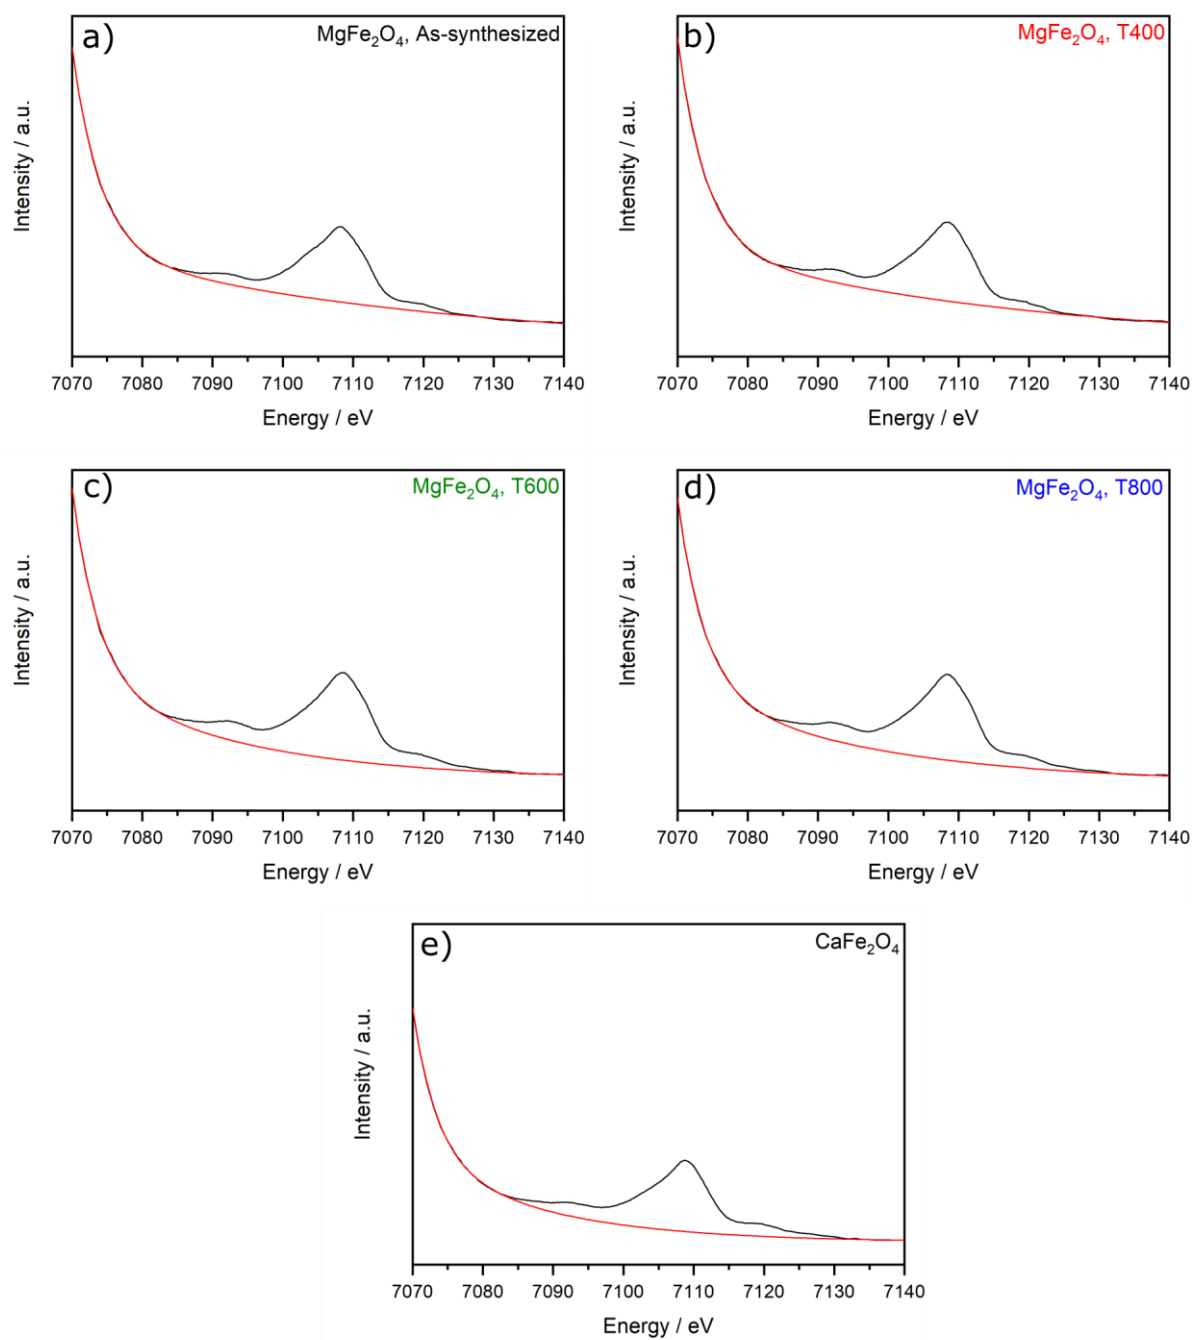 a)
MgFe₂O₄, As-synthesized
Intensity / a.u.
7070 7080 7090 7100 7110 7120 7130 7140
Energy / eV
b)
MgFe₂O₄, T400
Intensity / a.u.
7070 7080 7090 7100 7110 7120 7130 7140
Energy / eV
c)
MgFe₂O₄, T600
Intensity / a.u.
7070 7080 7090 7100 7110 7120 7130 7140
Energy / eV
d)
MgFe₂O₄, T800
Intensity / a.u.
7070 7080 7090 7100 7110 7120 7130 7140
Energy / eV
e)
CaFe₂O₄
Intensity / a.u.
7070 7080 7090 7100 7110 7120 7130 7140
Energy / eV